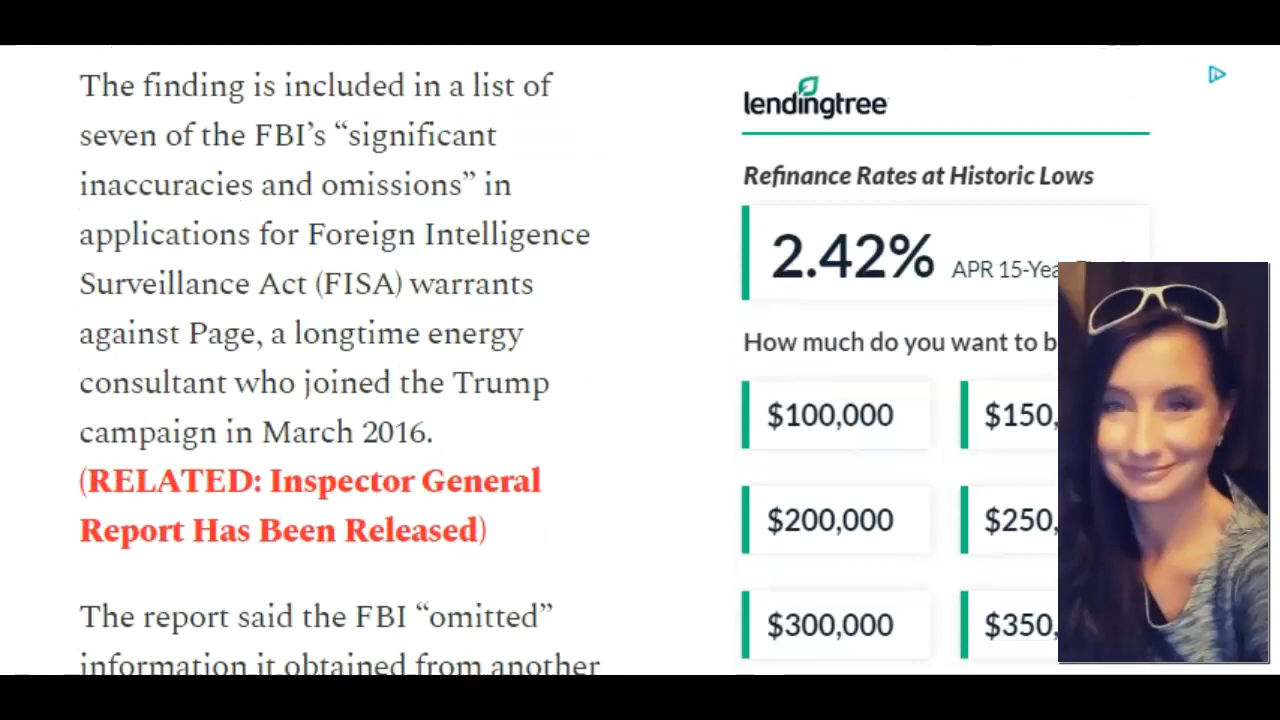 The finding is included in a list of
seven of the FBI’s “significant
inaccuracies and omissions” in
applications for Foreign Intelligence
Surveillance Act (FISA) warrants
against Page, a longtime energy
consultant who joined the Trump
campaign in March 2016.
(RELATED: Inspector General
Report Has Been Released)
The report said the FBI “omitted”
information it obtained from another
lendingtree
Refinance Rates at Historic Lows
2.42% APR 15-Yea
How much do you want to b
$100,000 $150,
$200,000 $250,
$300,000 $350,